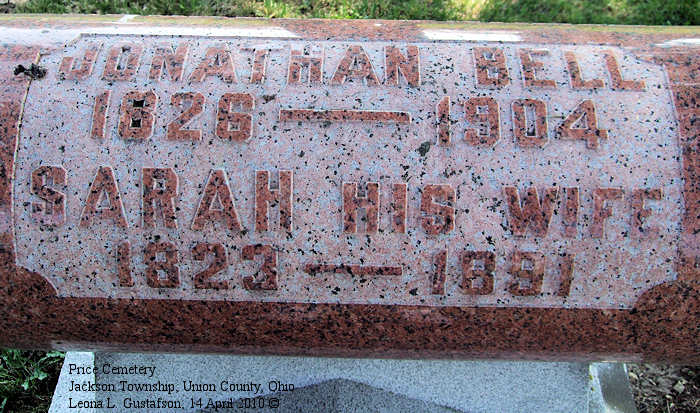 JONATHAN BELL
1826 — 1904
SARAH HIS WIFE
1823 — 1891
Price Cemetery
Jackson Township, Union County, Ohio
Leona L. Gustafson, 14 April 2010 ©